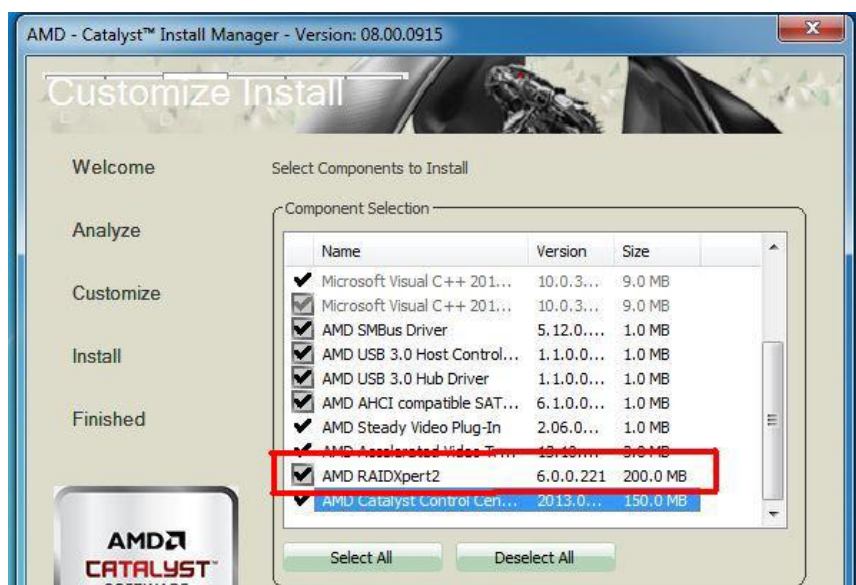 AMD - Catalyst™ Install Manager - Version: 08.00.0915
Customize Install
Welcome
Select Components to Install
Component Selection
Analyze
Name Version Size
Microsoft Visual C++ 201... 10.0.3... 9.0 MB
Customize
Microsoft Visual C++ 201... 10.0.3... 9.0 MB
AMD SMBus Driver 5.12.0.... 1.0 MB
Install
AMD USB 3.0 Host Control... 1.1.0.0... 1.0 MB
AMD USB 3.0 Hub Driver 1.1.0.0... 1.0 MB
AMD AHCI compatible SAT... 6.1.0.0... 1.0 MB
Finished
AMD Steady Video Plug-In 2.06.0... 1.0 MB
AMD Accelerated Video Tr...
AMD RAIDXpert2 6.0.0.221 200.0 MB
AMD Catalyst Control Cen... 2013.0... 150.0 MB
AMD
CATALYST™
Select All Deselect All